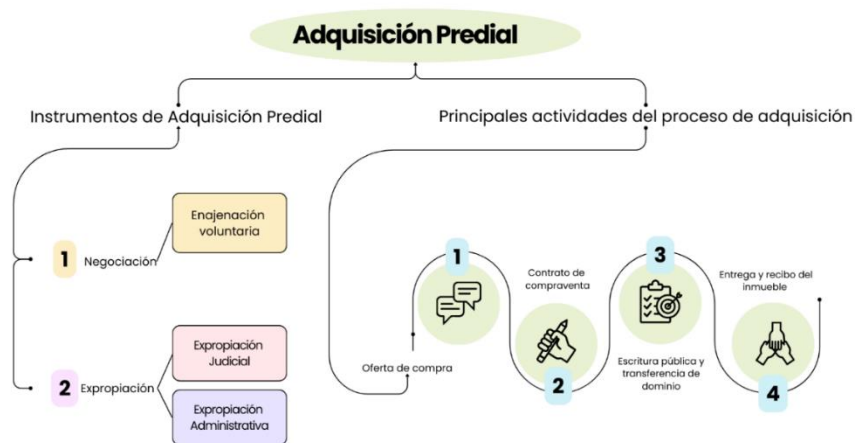 Adquisición Predial
Instrumentos de Adquisición Predial
Principales actividades del proceso de adquisición
1
Negociación
Enajenación
voluntaria
2
Expropiación
Expropiación
Judicial
Expropiación
Administrativa
1
Oferta de compra
Contrato de
compraventa
2
3
Escritura pública y
transferencia de
dominio
Entrega y recibo del
inmueble
4